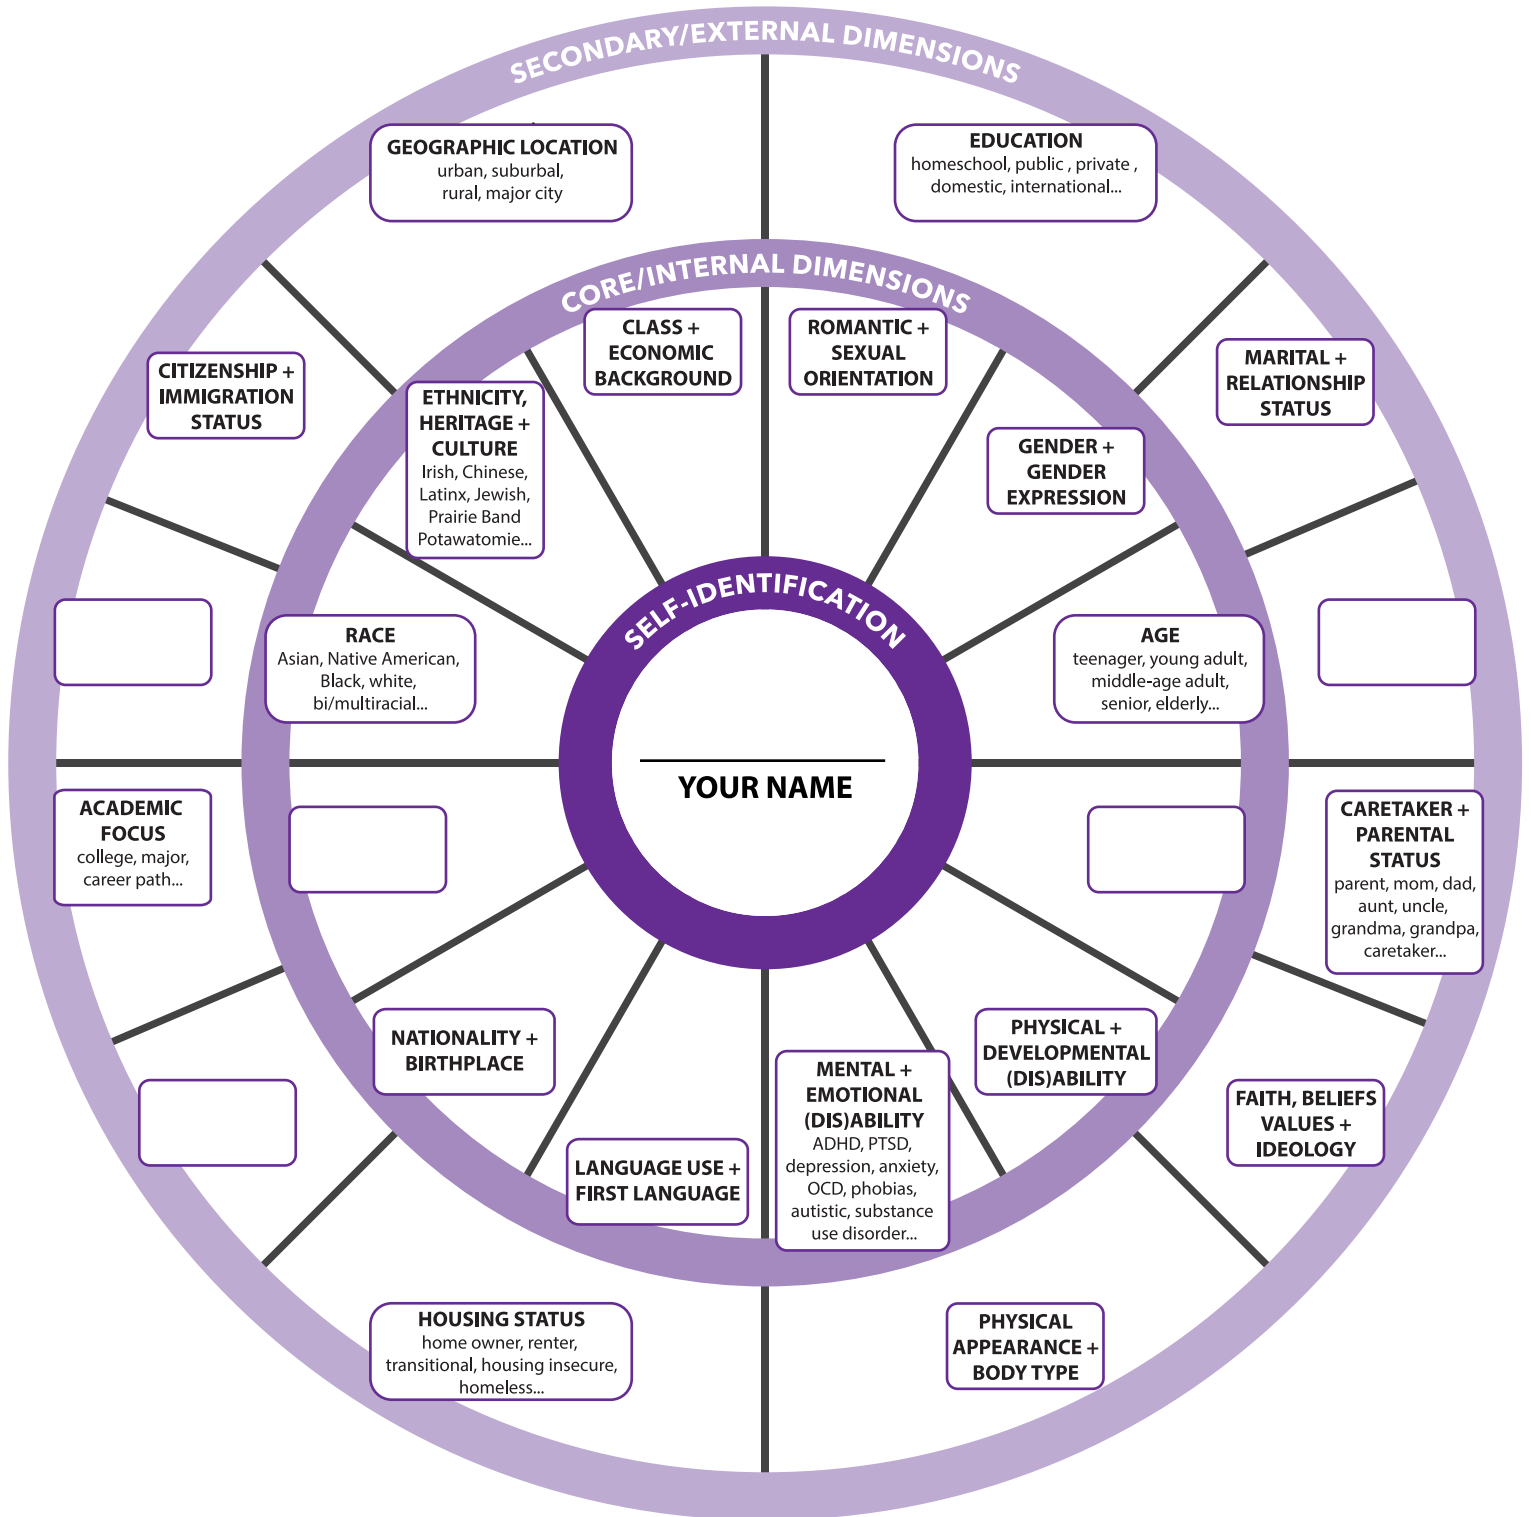 SECONDARY/EXTERNAL DIMENSIONS
GEOGRAPHIC LOCATION
urban, suburbal,
rural, major city
EDUCATION
homeschool, public , private ,
domestic, international...
CORE/INTERNAL DIMENSIONS
CLASS +
ECONOMIC
BACKGROUND
ROMANTIC +
SEXUAL
ORIENTATION
CITIZENSHIP +
IMMIGRATION
STATUS
ETHNICITY,
HERITAGE +
CULTURE
Irish, Chinese,
Latinx, Jewish,
Prairie Band
Potawatomie...
GENDER +
GENDER
EXPRESSION
MARITAL +
RELATIONSHIP
STATUS
SELF-IDENTIFICATION
RACE
Asian, Native American,
Black, white,
bi/multiracial...
AGE
teenager, young adult,
middle-age adult,
senior, elderly...
YOUR NAME
ACADEMIC
FOCUS
college, major,
career path...
CARETAKER +
PARENTAL
STATUS
parent, mom, dad,
aunt, uncle,
grandma, grandpa,
caretaker...
NATIONALITY +
BIRTHPLACE
PHYSICAL +
DEVELOPMENTAL
(DIS)ABILITY
MENTAL +
EMOTIONAL
(DIS)ABILITY
ADHD, PTSD,
depression, anxiety,
OCD, phobias,
autistic, substance
use disorder...
FAITH, BELIEFS
VALUES +
IDEOLOGY
LANGUAGE USE +
FIRST LANGUAGE
HOUSING STATUS
home owner, renter,
transitional, housing insecure,
homeless...
PHYSICAL
APPEARANCE +
BODY TYPE